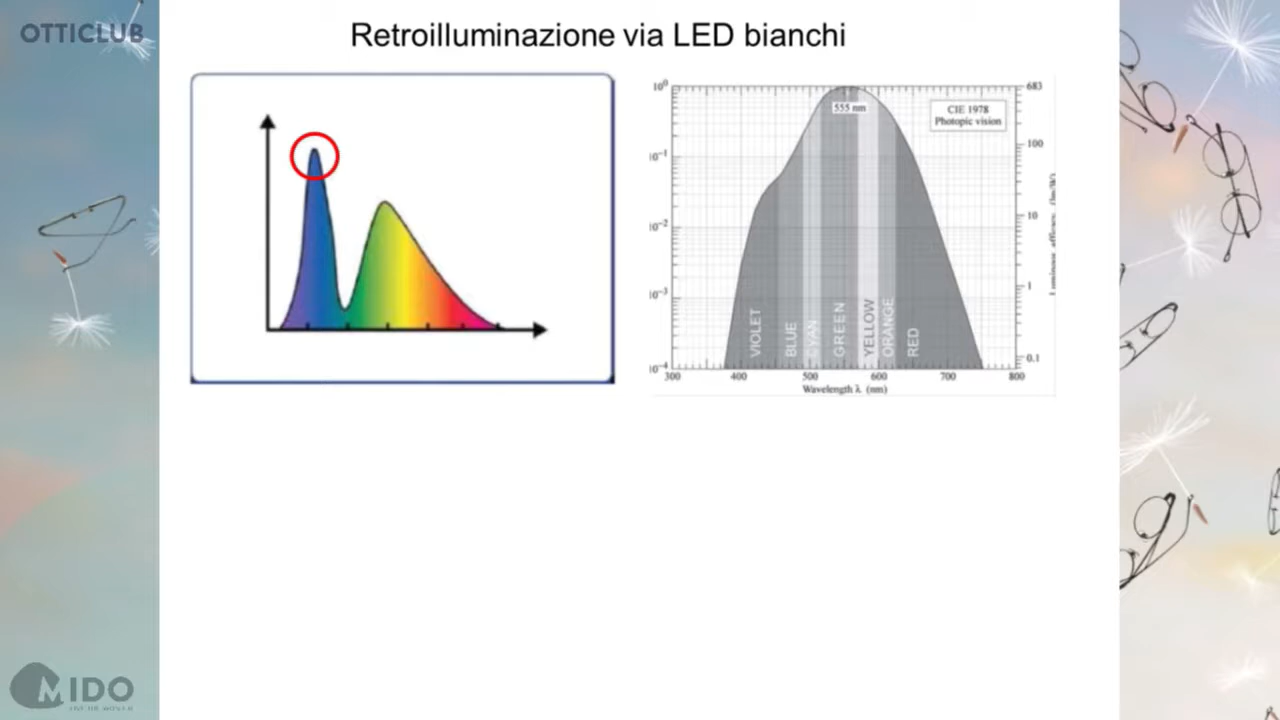 OTTICLUB
Retroilluminazione via LED bianchi
10⁰
10⁻¹
10⁻²
10⁻³
10⁻⁴
683
100
10
1
0.1
555 nm
CIE 1978
Photopic vision
VIOLET
BLUE
CYAN
GREEN
YELLOW
ORANGE
RED
300 400 500 600 700 800
Wavelength λ (nm)
MIDO